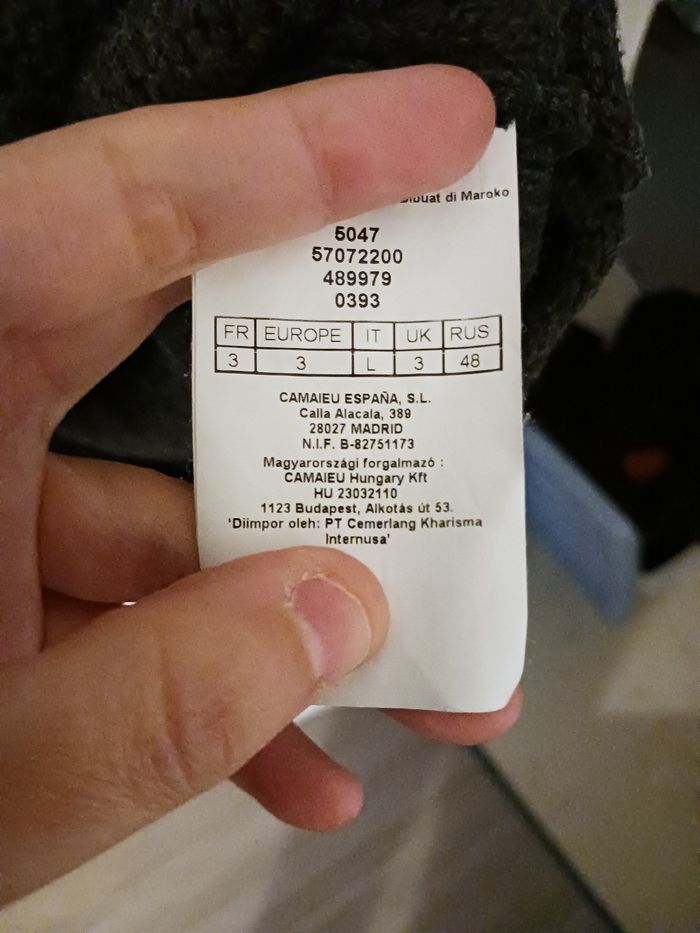 di Maroko
5047
57072200
489979
0393
FR EUROPE IT UK RUS
3 3 L 3 48
CAMAIEU ESPAÑA, S.L.
Calla Alacala, 389
28027 MADRID
N.I.F. B-82751173
Magyarországi forgalmazó :
CAMAIEU Hungary Kft
HU 23032110
1123 Budapest, Alkotás út 53.
'Diimpor oleh: PT Cemerlang Kharisma
Internusa'